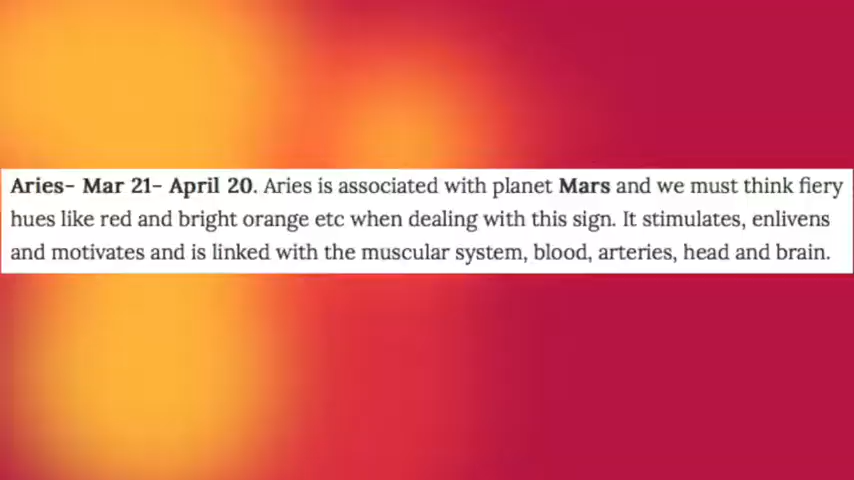 Aries- Mar 21- April 20. Aries is associated with planet Mars and we must think fiery
hues like red and bright orange etc when dealing with this sign. It stimulates, enlivens
and motivates and is linked with the muscular system, blood, arteries, head and brain.